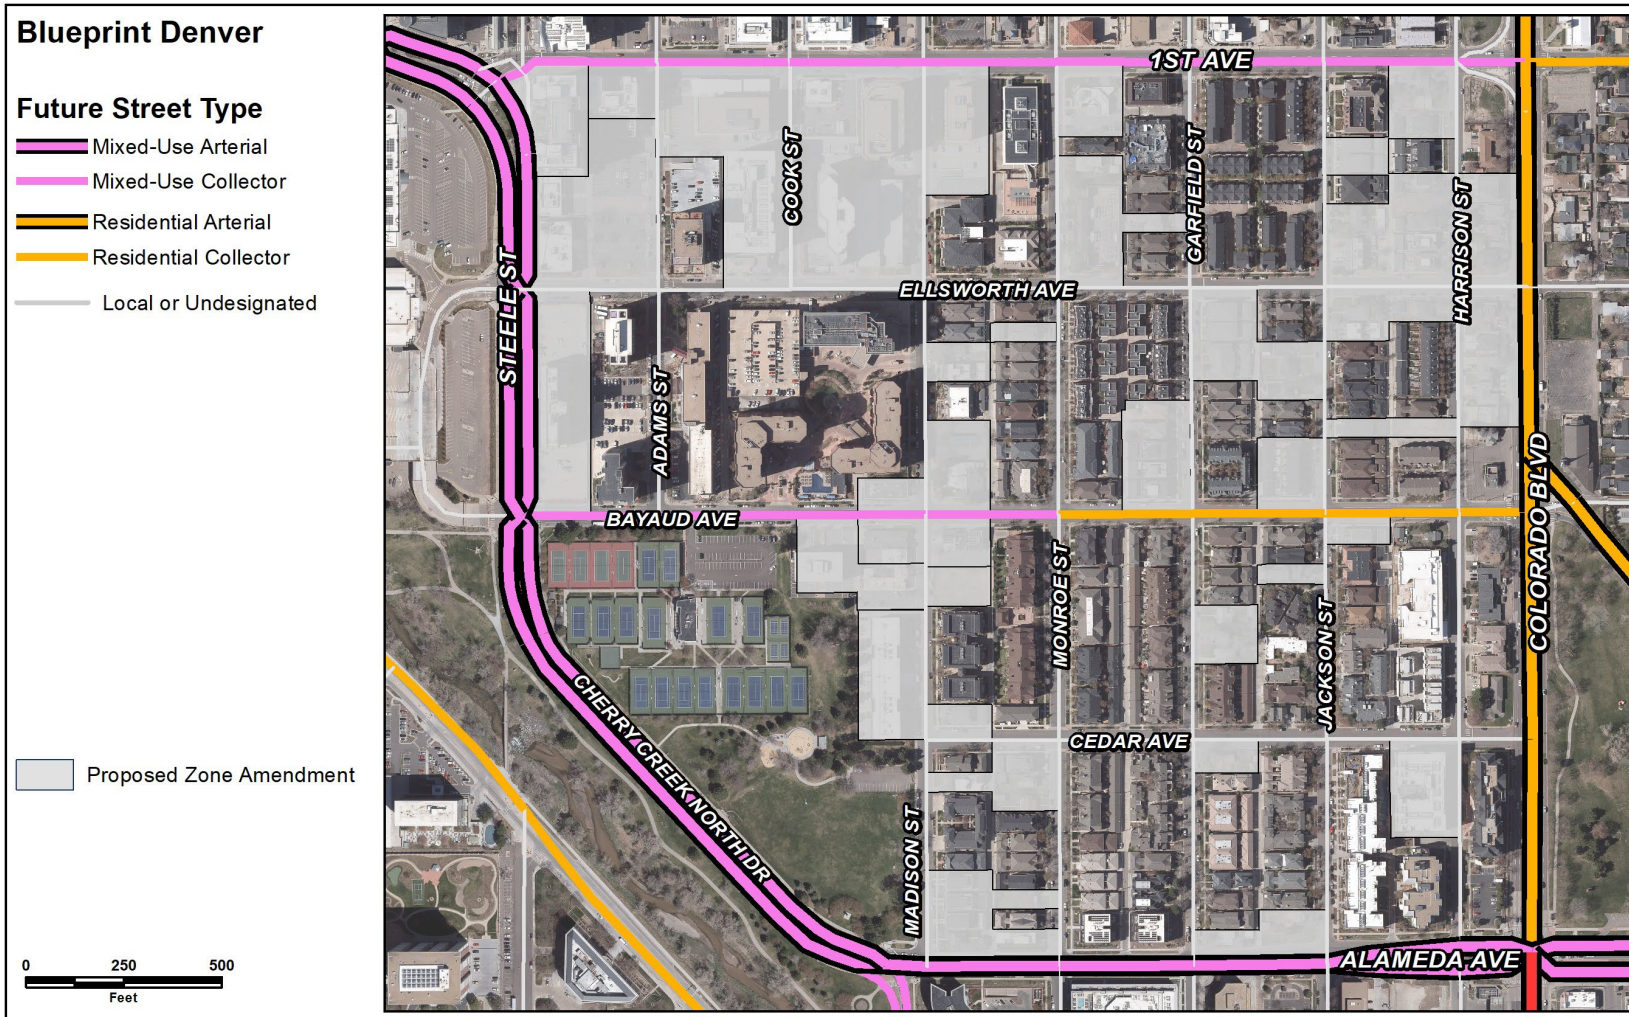 Blueprint Denver
Future Street Type
Mixed-Use Arterial
Mixed-Use Collector
Residential Arterial
Residential Collector
Local or Undesignated
Proposed Zone Amendment
0 250 500
Feet
1ST AVE
COOK ST
GARFIELD ST
HARRISON ST
STEELE ST
ELLSWORTH AVE
ADAMS ST
COLORADO BLVD
BAYAUD AVE
MONROE ST
JACKSON ST
CHERRY CREEK NORTH DR
CEDAR AVE
MADISON ST
ALAMEDA AVE